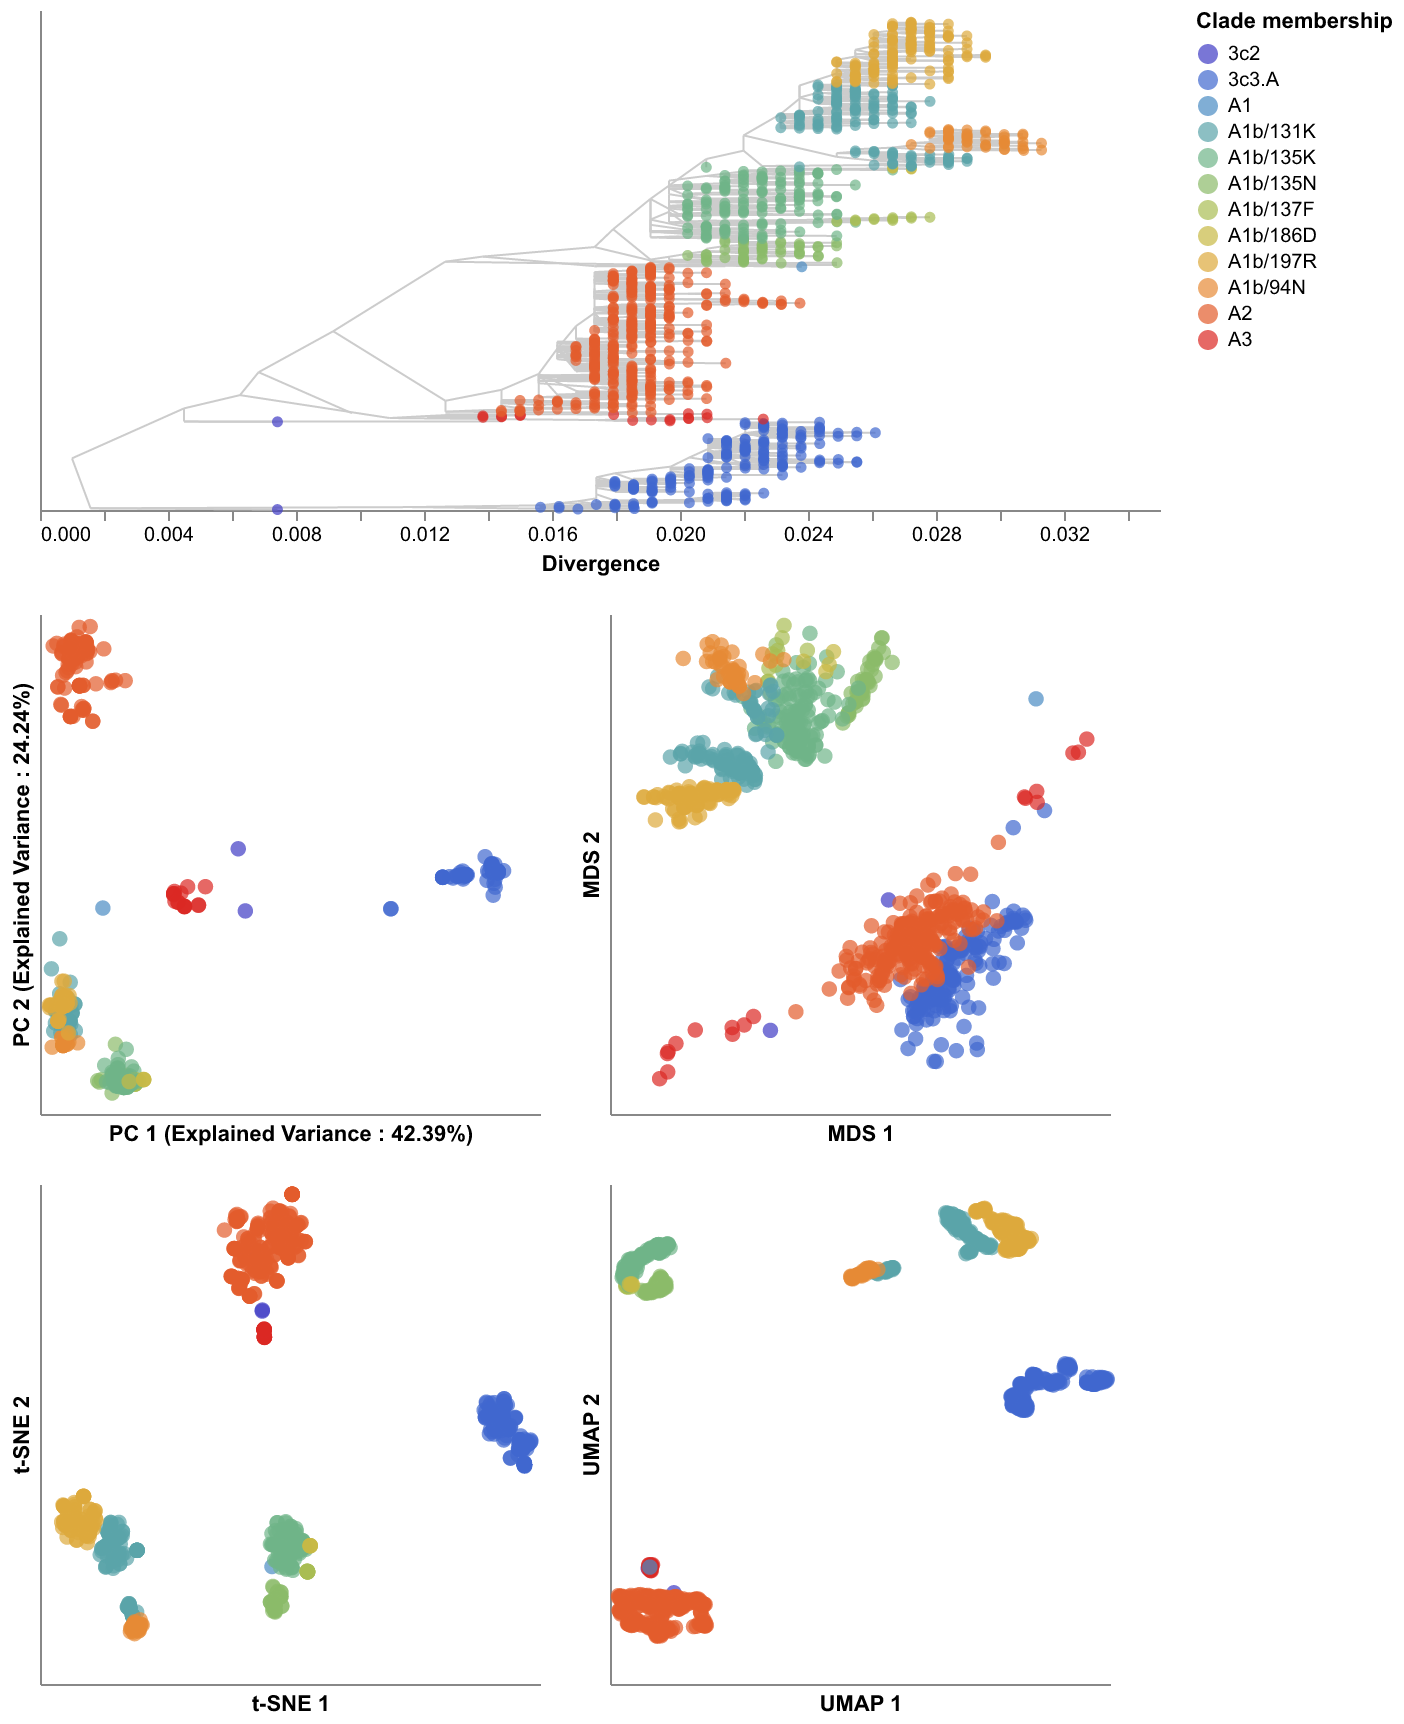 Clade membership
3c2
3c3.A
A1
A1b/131K
A1b/135K
A1b/135N
A1b/137F
A1b/186D
A1b/197R
A1b/94N
A2
A3
0.000 0.004 0.008 0.012 0.016 0.020 0.024 0.028 0.032
Divergence
PC 2 (Explained Variance : 24.24%)
PC 1 (Explained Variance : 42.39%)
MDS 2
MDS 1
t-SNE 2
t-SNE 1
UMAP 2
UMAP 1